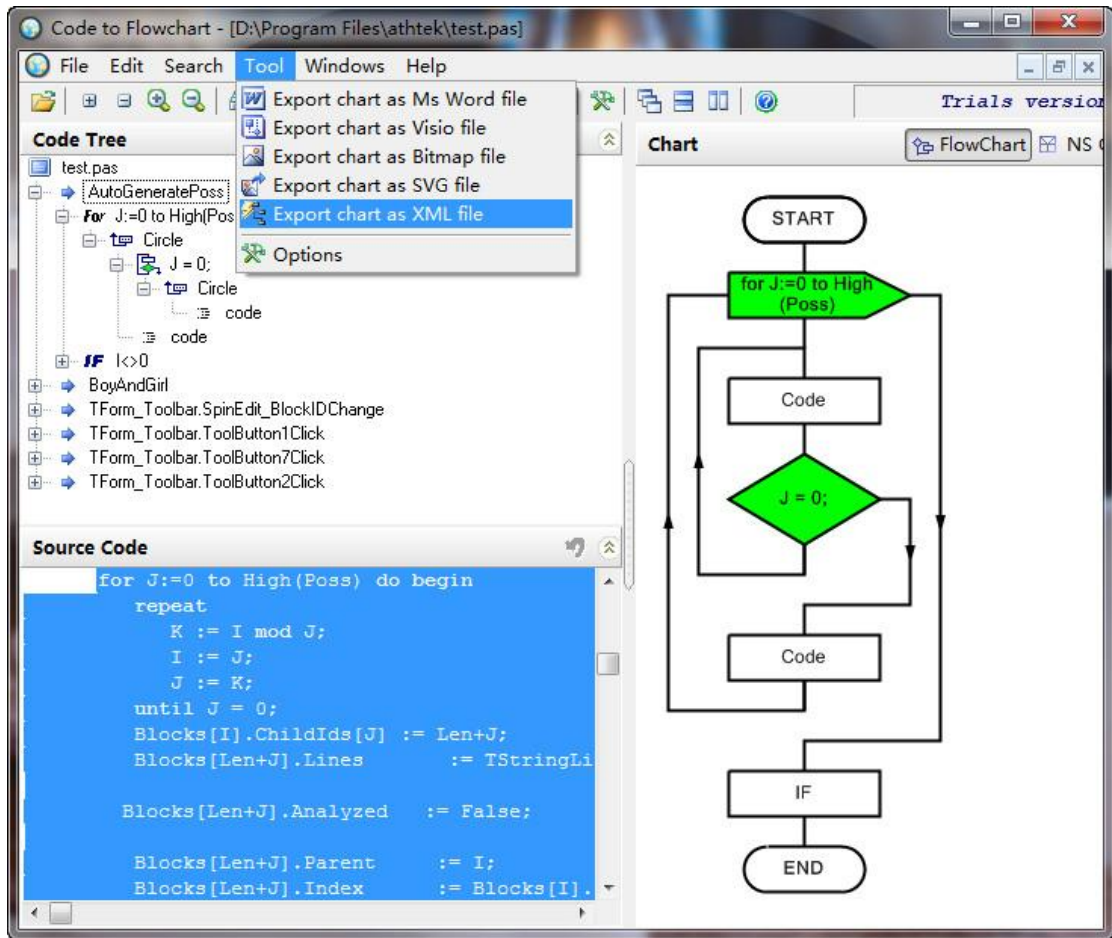 Code to Flowchart - [D:\Program Files\athtek\test.pas]
File Edit Search Tool Windows Help
Trials version
Export chart as Ms Word file
Export chart as Visio file
Export chart as Bitmap file
Export chart as SVG file
Export chart as XML file
Options
Code Tree
test.pas
AutoGeneratePoss
For J:=0 to High(Pos
Circle
J = 0;
Circle
code
code
IF I<>0
BoyAndGirl
TForm_Toolbar.SpinEdit_BlockIDChange
TForm_Toolbar.ToolButton1Click
TForm_Toolbar.ToolButton7Click
TForm_Toolbar.ToolButton2Click
Source Code
for J:=0 to High(Poss) do begin
repeat
K := I mod J;
I := J;
J := K;
until J = 0;
Blocks[I].ChildIds[J] := Len+J;
Blocks[Len+J].Lines := TStringLi
Blocks[Len+J].Analyzed := False;
Blocks[Len+J].Parent := I;
Blocks[Len+J].Index := Blocks[I].
Chart
FlowChart NS
START
for J:=0 to High
(Poss)
Code
J = 0;
Code
IF
END